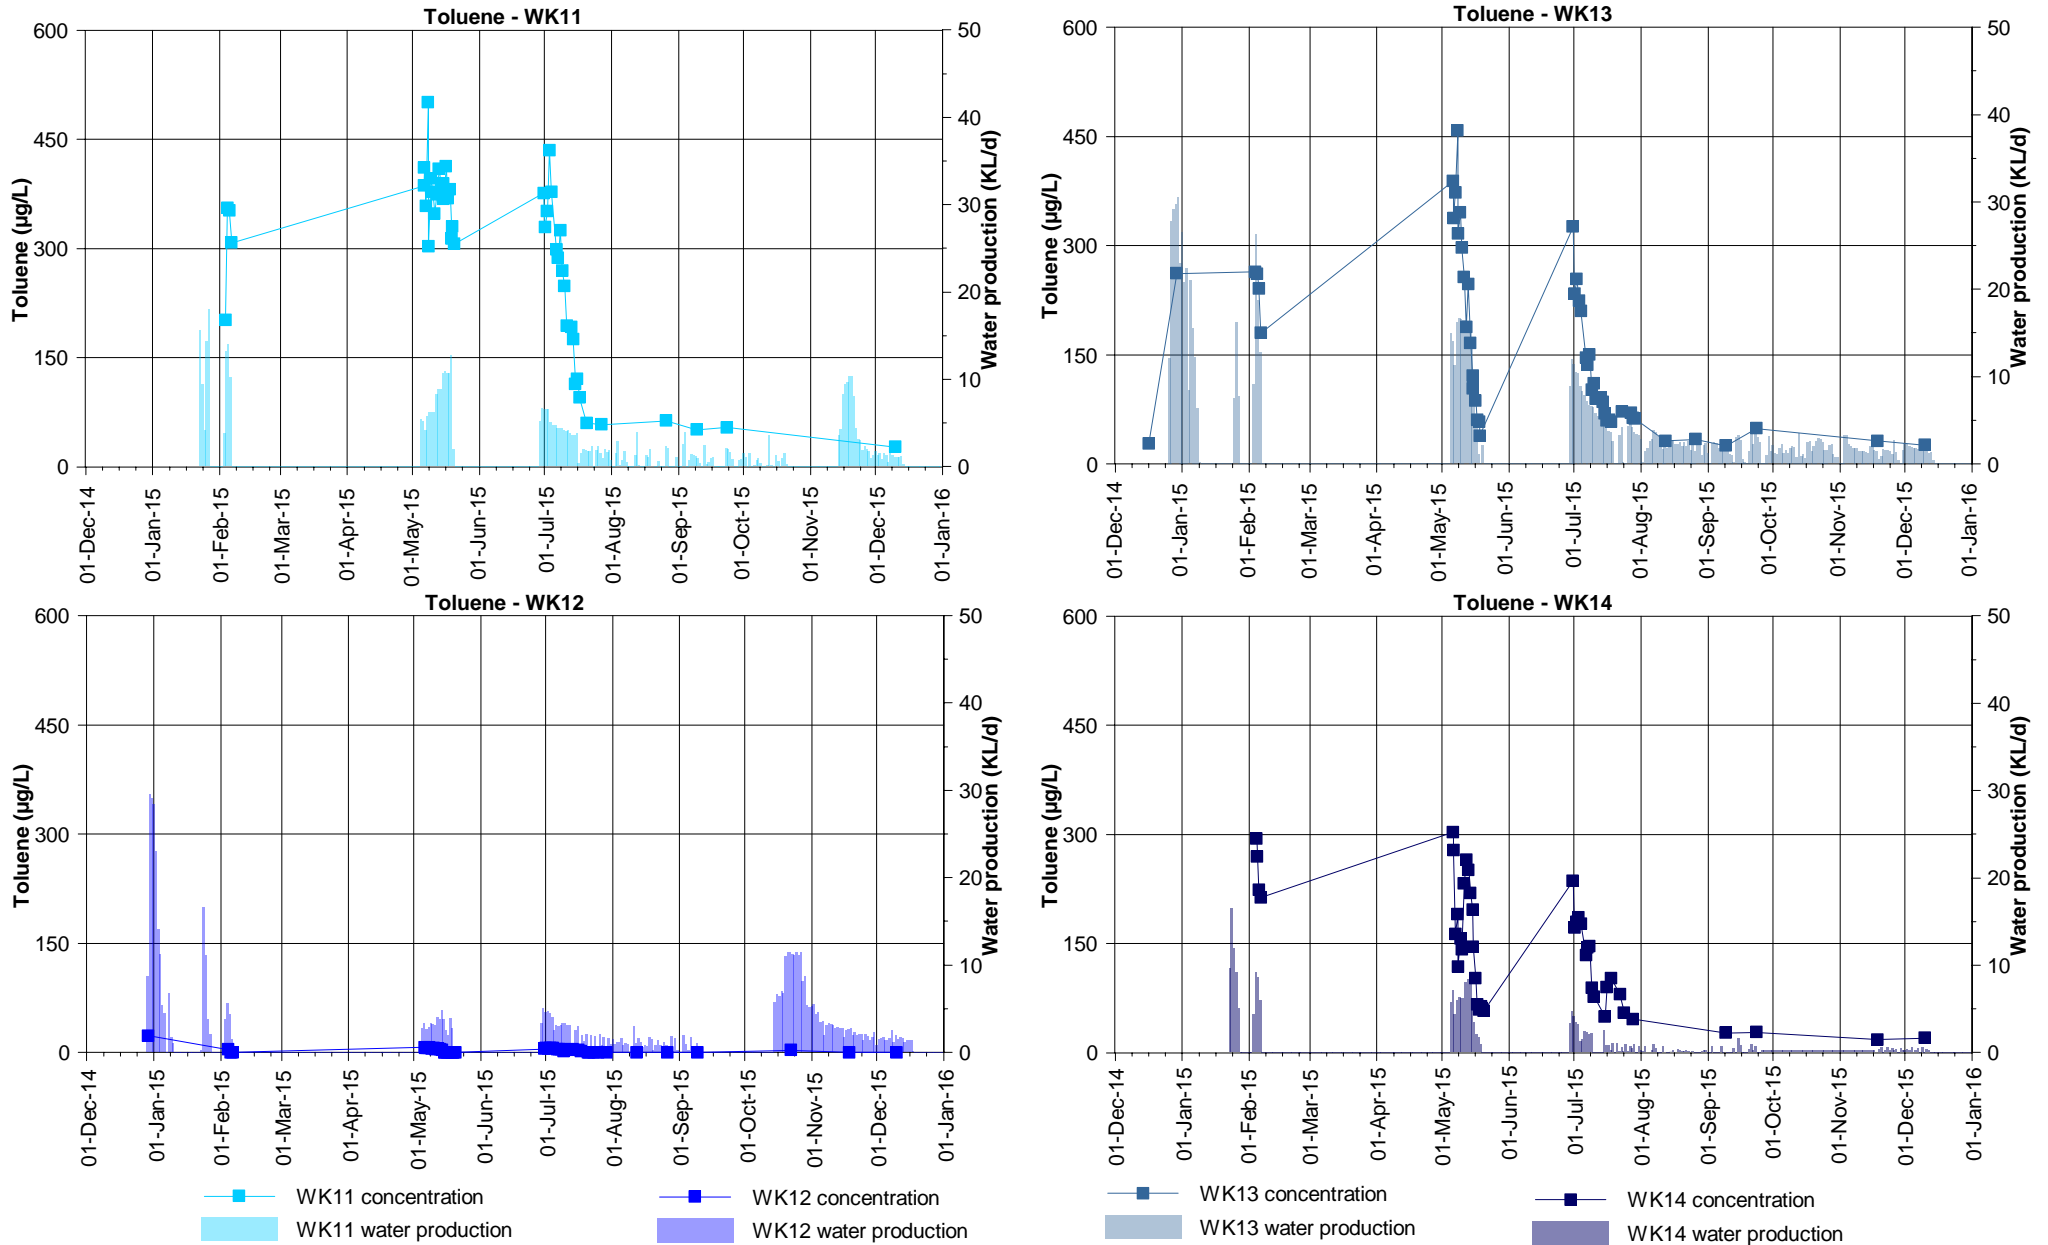 Toluene - WK11
600
450
300
150
0
Toluene (µg/L)
50
40
30
20
10
0
Water production (KL/d)
01-Dec-14
01-Jan-15
01-Feb-15
01-Mar-15
01-Apr-15
01-May-15
01-Jun-15
01-Jul-15
01-Aug-15
01-Sep-15
01-Oct-15
01-Nov-15
01-Dec-15
01-Jan-16
Toluene - WK13
600
450
300
150
0
Toluene (µg/L)
50
40
30
20
10
0
Water production (KL/d)
01-Dec-14
01-Jan-15
01-Feb-15
01-Mar-15
01-Apr-15
01-May-15
01-Jun-15
01-Jul-15
01-Aug-15
01-Sep-15
01-Oct-15
01-Nov-15
01-Dec-15
01-Jan-16
Toluene - WK12
600
450
300
150
0
Toluene (µg/L)
50
40
30
20
10
0
Water production (KL/d)
01-Dec-14
01-Jan-15
01-Feb-15
01-Mar-15
01-Apr-15
01-May-15
01-Jun-15
01-Jul-15
01-Aug-15
01-Sep-15
01-Oct-15
01-Nov-15
01-Dec-15
01-Jan-16
Toluene - WK14
600
450
300
150
0
Toluene (µg/L)
50
40
30
20
10
0
Water production (KL/d)
01-Dec-14
01-Jan-15
01-Feb-15
01-Mar-15
01-Apr-15
01-May-15
01-Jun-15
01-Jul-15
01-Aug-15
01-Sep-15
01-Oct-15
01-Nov-15
01-Dec-15
01-Jan-16
WK11 concentration
WK11 water production
WK12 concentration
WK12 water production
WK13 concentration
WK13 water production
WK14 concentration
WK14 water production